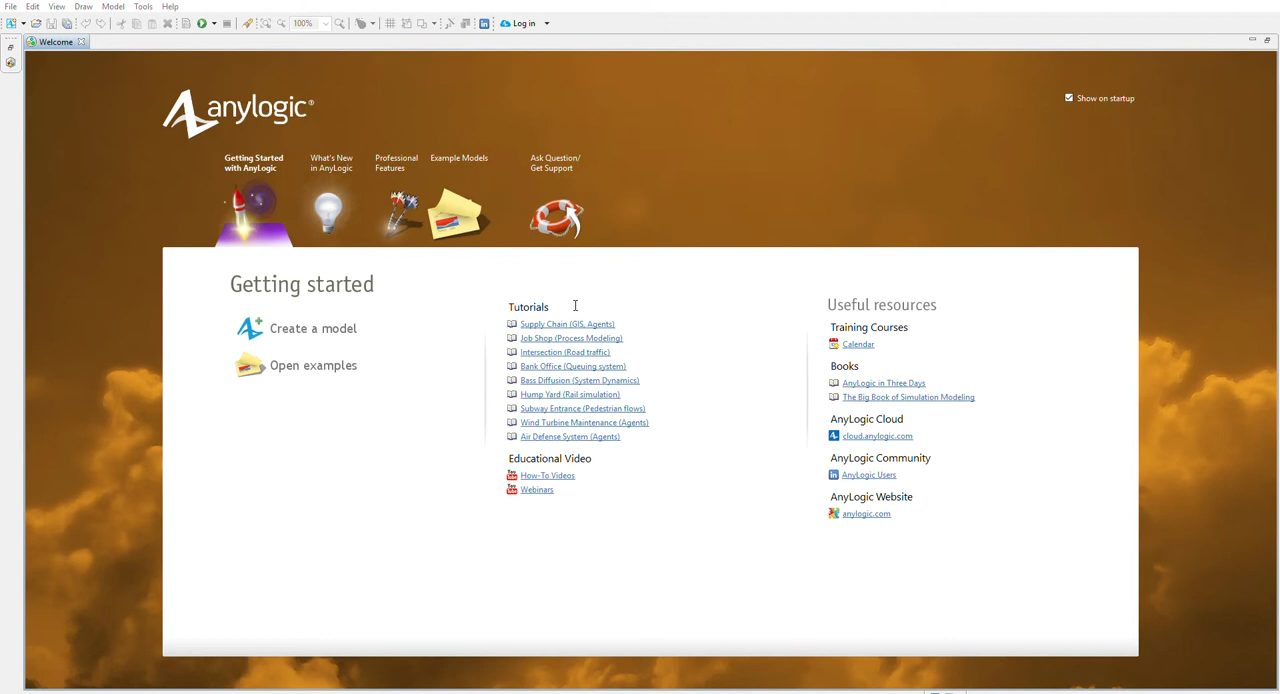 File Edit View Draw Model Tools Help
100% Log in
Welcome
anylogic®
Show on startup
Getting Started
with AnyLogic
What's New
in AnyLogic
Professional
Features
Example Models
Ask Question/
Get Support
Getting started
Create a model
Open examples
Tutorials
Supply Chain (GIS, Agents)
Job Shop (Process Modeling)
Intersection (Road traffic)
Bank Office (Queuing system)
Bass Diffusion (System Dynamics)
Hump Yard (Rail simulation)
Subway Entrance (Pedestrian flows)
Wind Turbine Maintenance (Agents)
Air Defense System (Agents)
Educational Video
How-To Videos
Webinars
Useful resources
Training Courses
Calendar
Books
AnyLogic in Three Days
The Big Book of Simulation Modeling
AnyLogic Cloud
cloud.anylogic.com
AnyLogic Community
AnyLogic Users
AnyLogic Website
anylogic.com